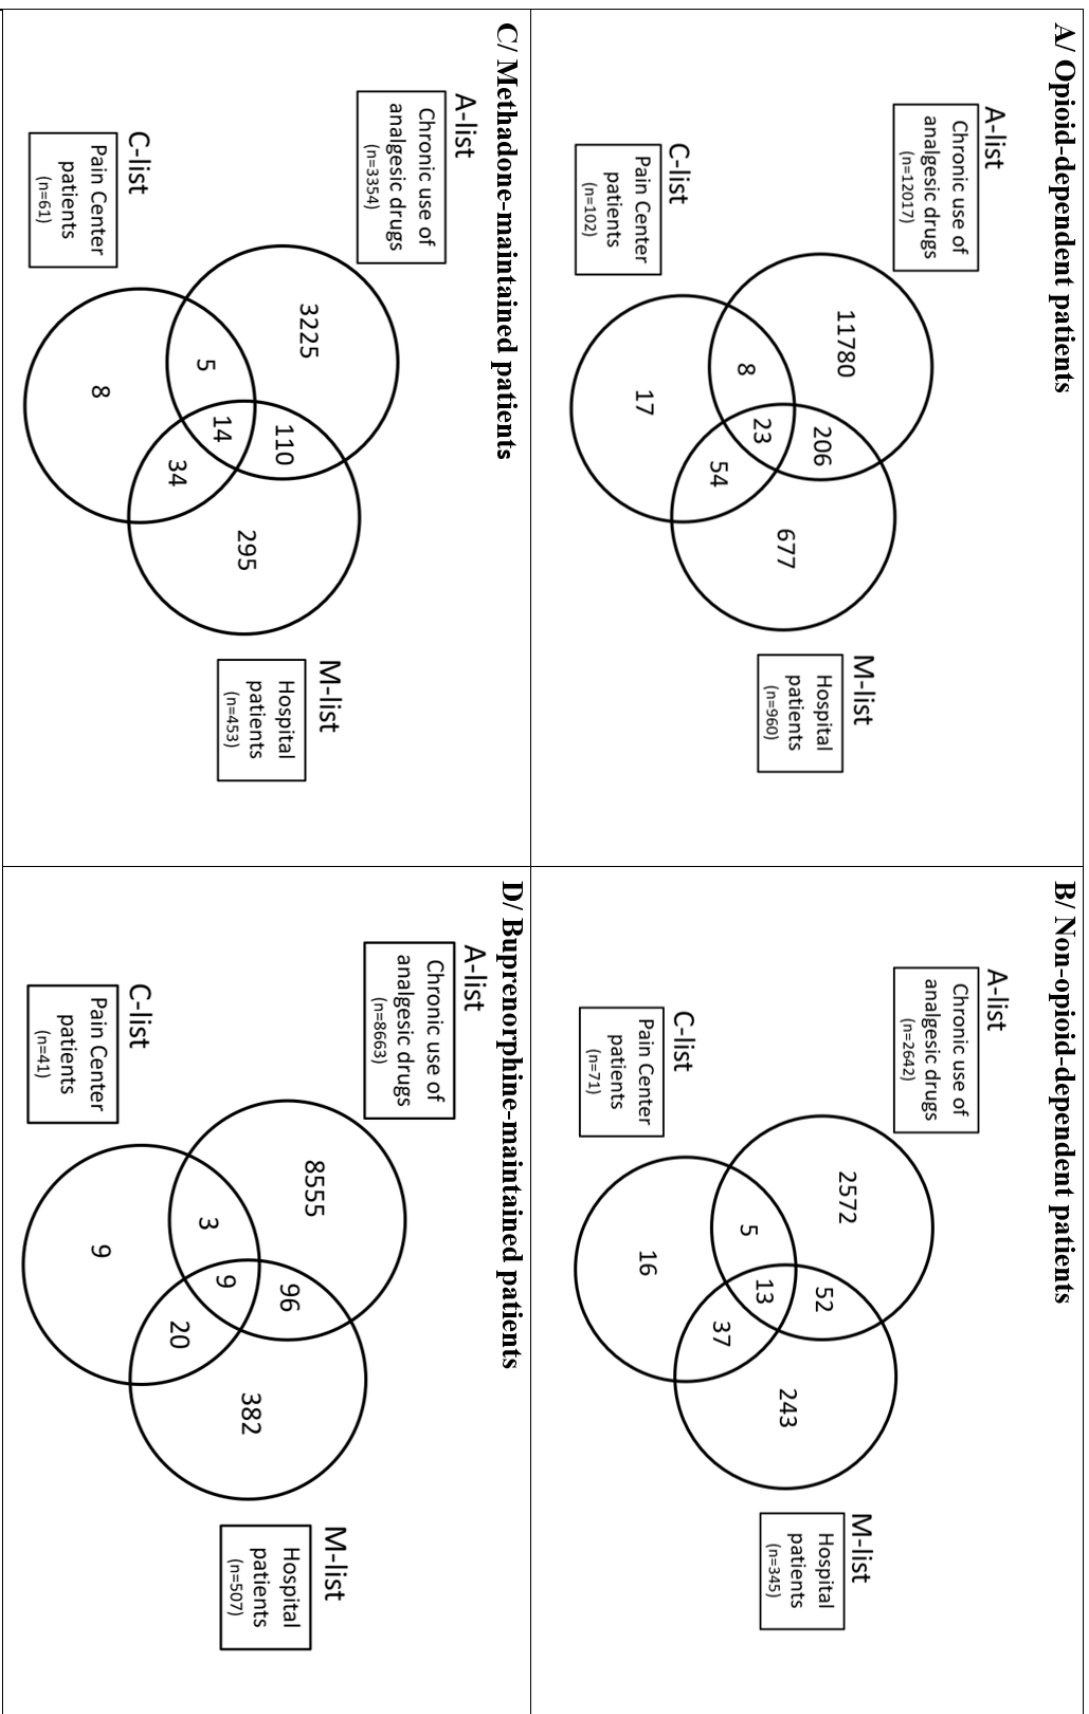 A/ Opioid-dependent patients
A-list
Chronic use of
analgesic drugs
(n=12017)
11780
206
M-list
Hospital
patients
(n=960)
677
8
23
54
C-list
Pain Center
patients
(n=102)
17
B/ Non-opioid-dependent patients
A-list
Chronic use of
analgesic drugs
(n=2642)
2572
52
M-list
Hospital
patients
(n=345)
243
5
13
37
C-list
Pain Center
patients
(n=71)
16
C/ Methadone-maintained patients
A-list
Chronic use of
analgesic drugs
(n=3354)
3225
110
M-list
Hospital
patients
(n=453)
295
5
14
34
C-list
Pain Center
patients
(n=61)
8
D/ Buprenorphine-maintained patients
A-list
Chronic use of
analgesic drugs
(n=8663)
8555
96
M-list
Hospital
patients
(n=507)
382
3
9
20
C-list
Pain Center
patients
(n=41)
9